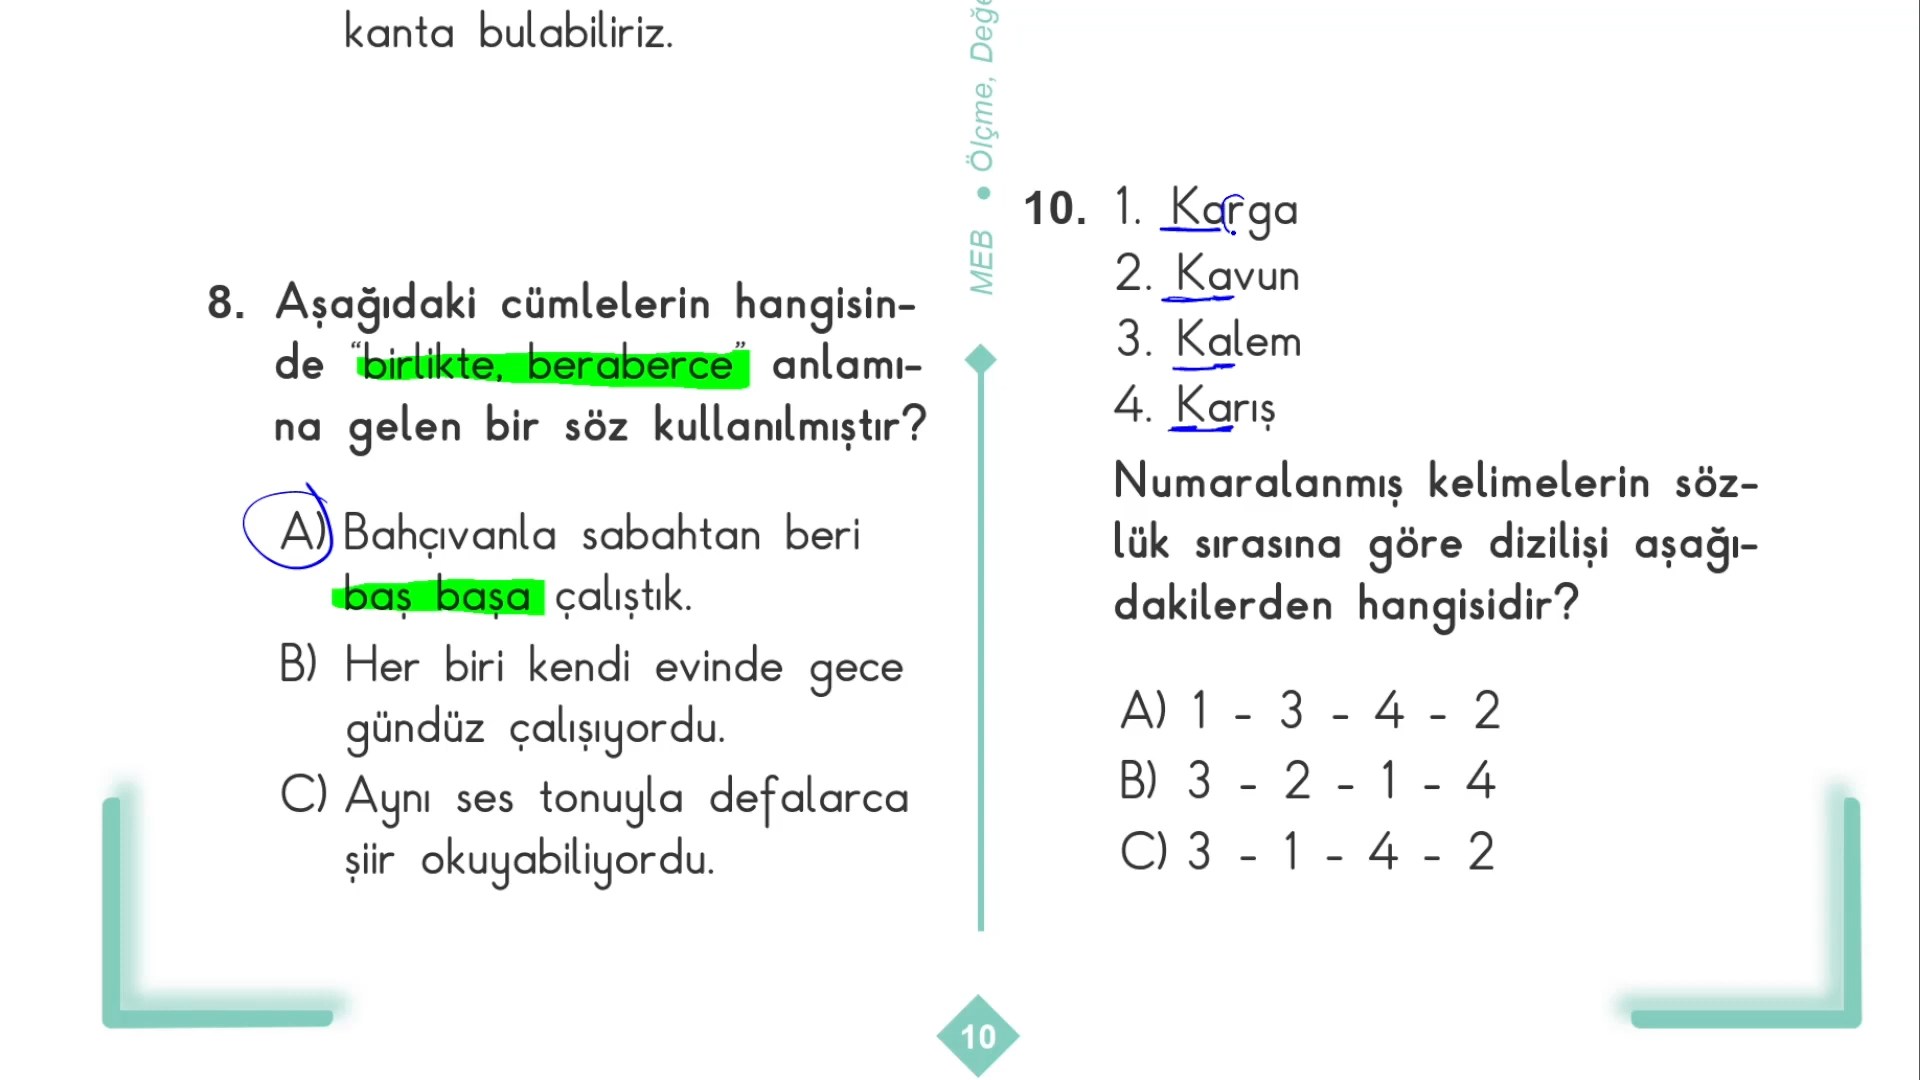 kanta bulabiliriz.
8. Aşağıdaki cümlelerin hangisin-
de “birlikte, beraberce” anlamı-
na gelen bir söz kullanılmıştır?
A) Bahçıvanla sabahtan beri
baş başa çalıştık.
B) Her biri kendi evinde gece
gündüz çalışıyordu.
C) Aynı ses tonuyla defalarca
şiir okuyabiliyordu.
MEB • Ölçme, Değe
10. 1. Karga
2. Kavun
3. Kalem
4. Karış
Numaralanmış kelimelerin söz-
lük sırasına göre dizilişi aşağı-
dakilerden hangisidir?
A) 1 - 3 - 4 - 2
B) 3 - 2 - 1 - 4
C) 3 - 1 - 4 - 2
10